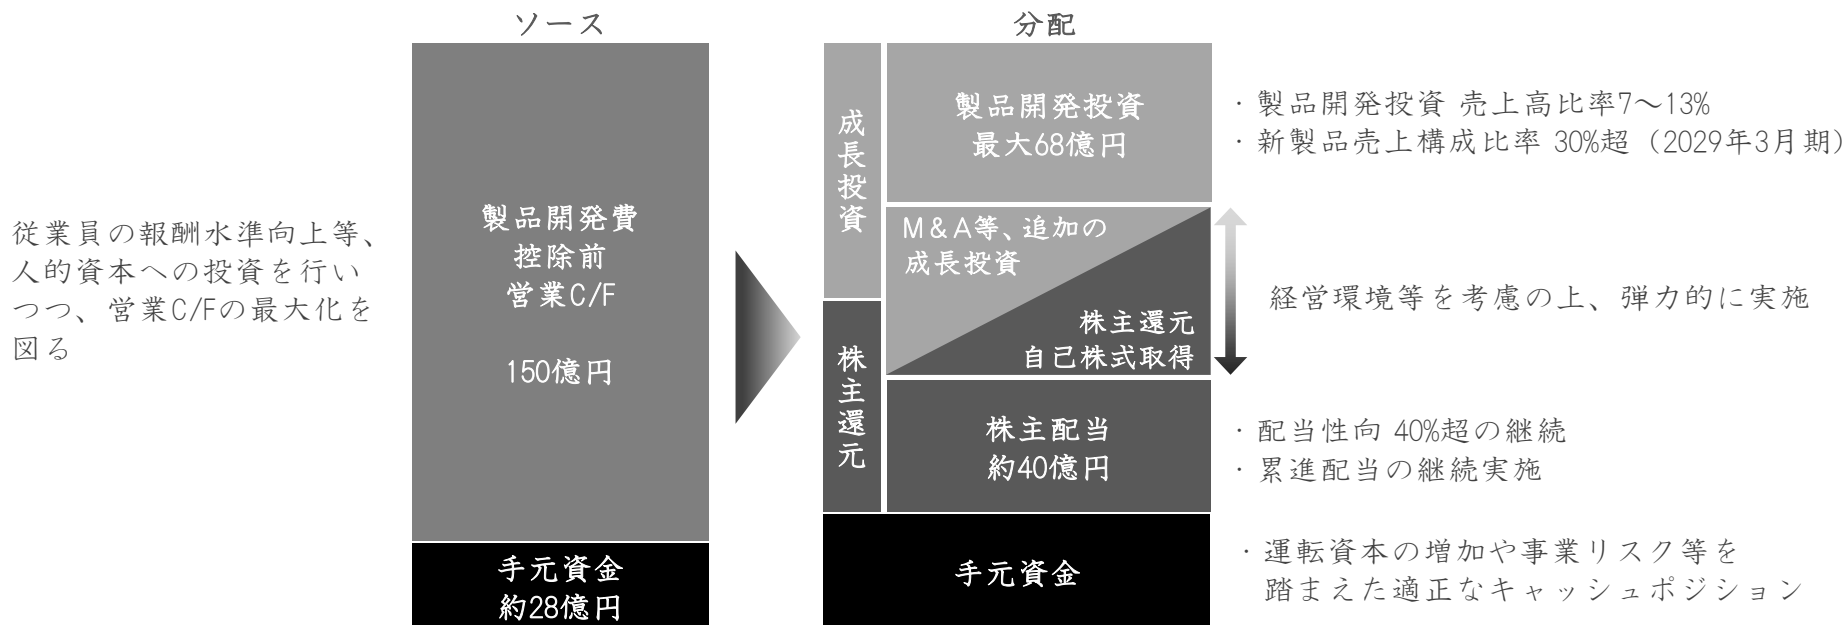 ソース
分配
従業員の報酬水準向上等、
人的資本への投資を行い
つつ、営業C/Fの最大化を
図る
製品開発費
控除前
営業C/F
150億円
手元資金
約28億円
成長投資
株主還元
製品開発投資
最大68億円
M&A等、追加の
成長投資
株主還元
自己株式取得
株主配当
約40億円
手元資金
・製品開発投資 売上高比率7～13%
・新製品売上構成比率 30%超（2029年3月期）
経営環境等を考慮の上、弾力的に実施
・配当性向 40%超の継続
・累進配当の継続実施
・運転資本の増加や事業リスク等を
踏まえた適正なキャッシュポジション